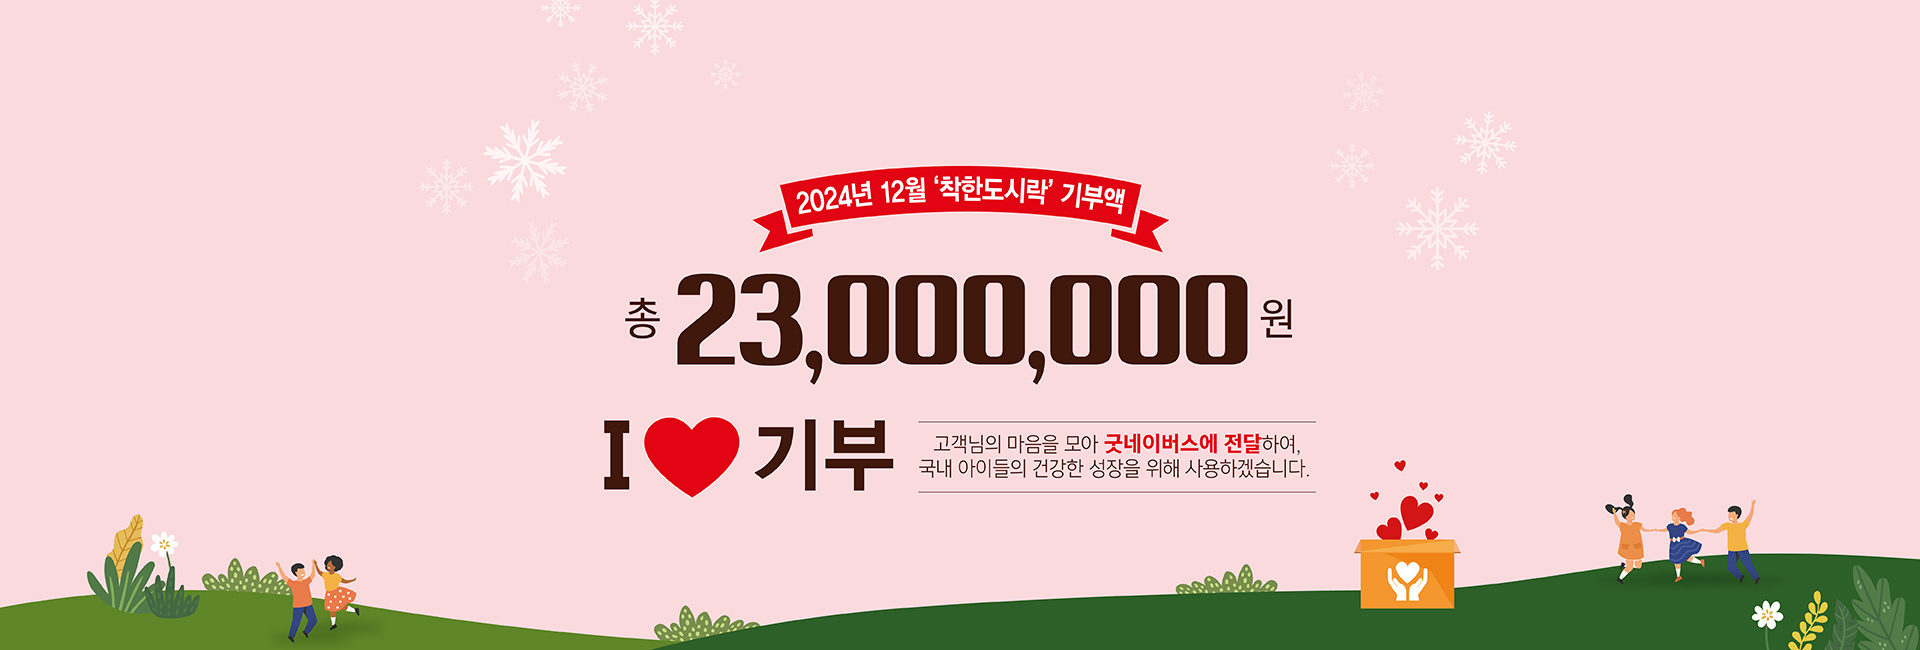 2024년 12월 ‘착한도시락’ 기부액
총 23,000,000 원
I ♥ 기부
고객님의 마음을 모아 굿네이버스에 전달하여,
국내 아이들의 건강한 성장을 위해 사용하겠습니다.